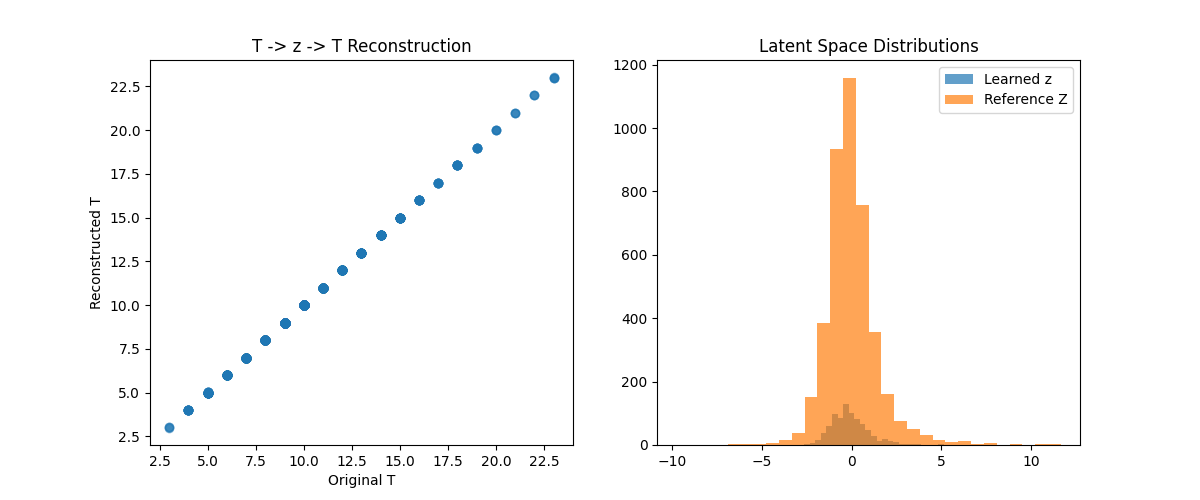 T -> z -> T Reconstruction
Reconstructed T
22.5
20.0
17.5
15.0
12.5
10.0
7.5
5.0
2.5
2.5 5.0 7.5 10.0 12.5 15.0 17.5 20.0 22.5
Original T
Latent Space Distributions
Learned z
Reference Z
1200
1000
800
600
400
200
0
−10 −5 0 5 10